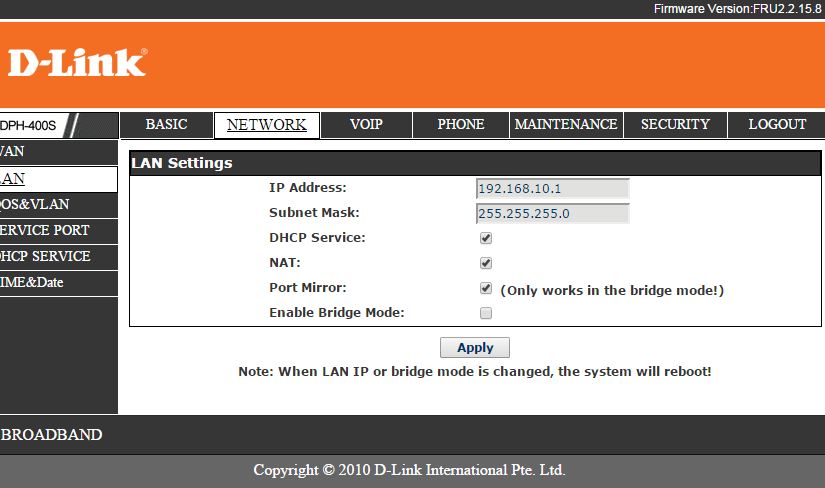 Firmware Version:FRU2.2.15.8
D-Link®
DPH-400S
BASIC NETWORK VOIP PHONE MAINTENANCE SECURITY LOGOUT
WAN
LAN
QOS&VLAN
SERVICE PORT
DHCP SERVICE
TIME&Date
LAN Settings
IP Address: 192.168.10.1
Subnet Mask: 255.255.255.0
DHCP Service:
NAT:
Port Mirror: (Only works in the bridge mode!)
Enable Bridge Mode:
Apply
Note: When LAN IP or bridge mode is changed, the system will reboot!
BROADBAND
Copyright © 2010 D-Link International Pte. Ltd.